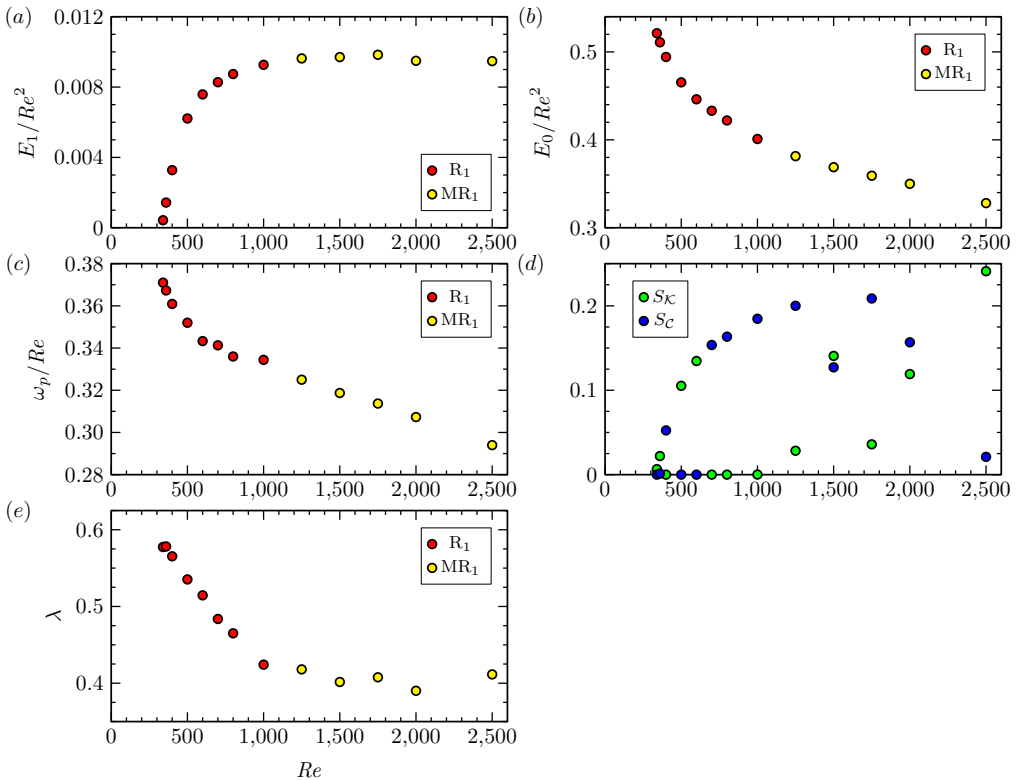 (a)
E₁/Re²
0.012
0.008
0.004
0
R₁
MR₁
0 500 1,000 1,500 2,000 2,500
(b)
E₀/Re²
0.5
0.4
0.3
R₁
MR₁
0 500 1,000 1,500 2,000 2,500
(c)
ωₚ/Re
0.38
0.36
0.34
0.32
0.30
0.28
R₁
MR₁
0 500 1,000 1,500 2,000 2,500
(d)
0.2
0.1
0
S_𝒦
S_𝒞
0 500 1,000 1,500 2,000 2,500
(e)
λ
0.6
0.5
0.4
R₁
MR₁
0 500 1,000 1,500 2,000 2,500
Re